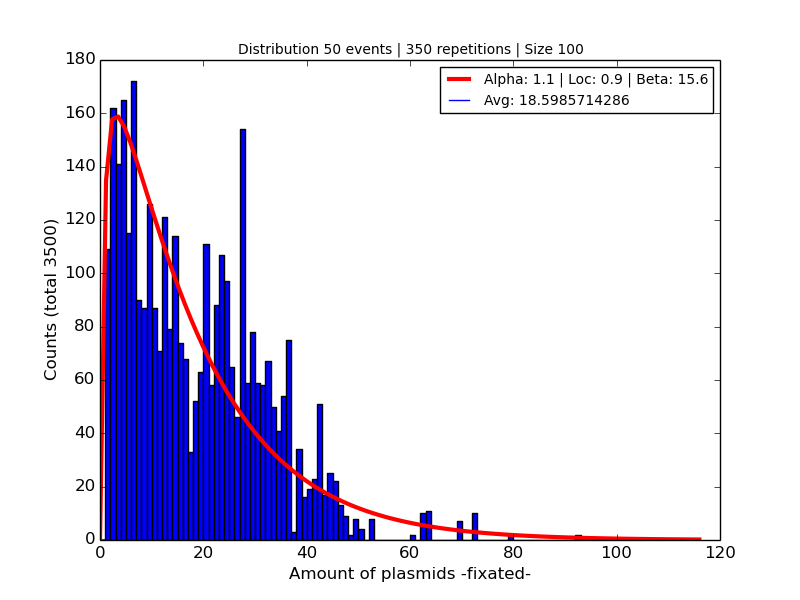 Distribution 50 events | 350 repetitions | Size 100
Alpha: 1.1 | Loc: 0.9 | Beta: 15.6
Avg: 18.5985714286
180
160
140
120
100
80
60
40
20
0
Counts (total 3500)
0 20 40 60 80 100 120
Amount of plasmids -fixated-